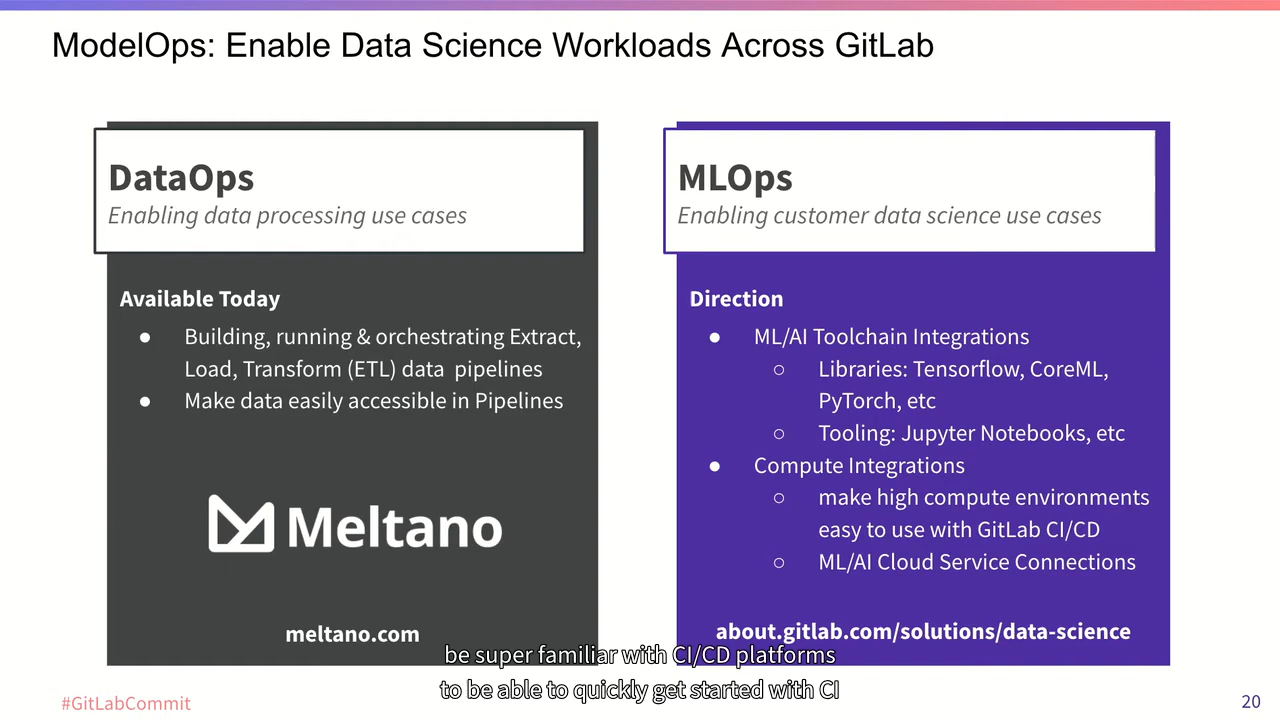 ModelOps: Enable Data Science Workloads Across GitLab
DataOps
Enabling data processing use cases
Available Today
● Building, running & orchestrating Extract,
Load, Transform (ETL) data pipelines
● Make data easily accessible in Pipelines
Meltano
meltano.com
MLOps
Enabling customer data science use cases
Direction
● ML/AI Toolchain Integrations
○ Libraries: Tensorflow, CoreML,
PyTorch, etc
○ Tooling: Jupyter Notebooks, etc
● Compute Integrations
○ make high compute environments
easy to use with GitLab CI/CD
○ ML/AI Cloud Service Connections
about.gitlab.com/solutions/data-science
be super familiar with CI/CD platforms
to be able to quickly get started with CI
#GitLabCommit
20